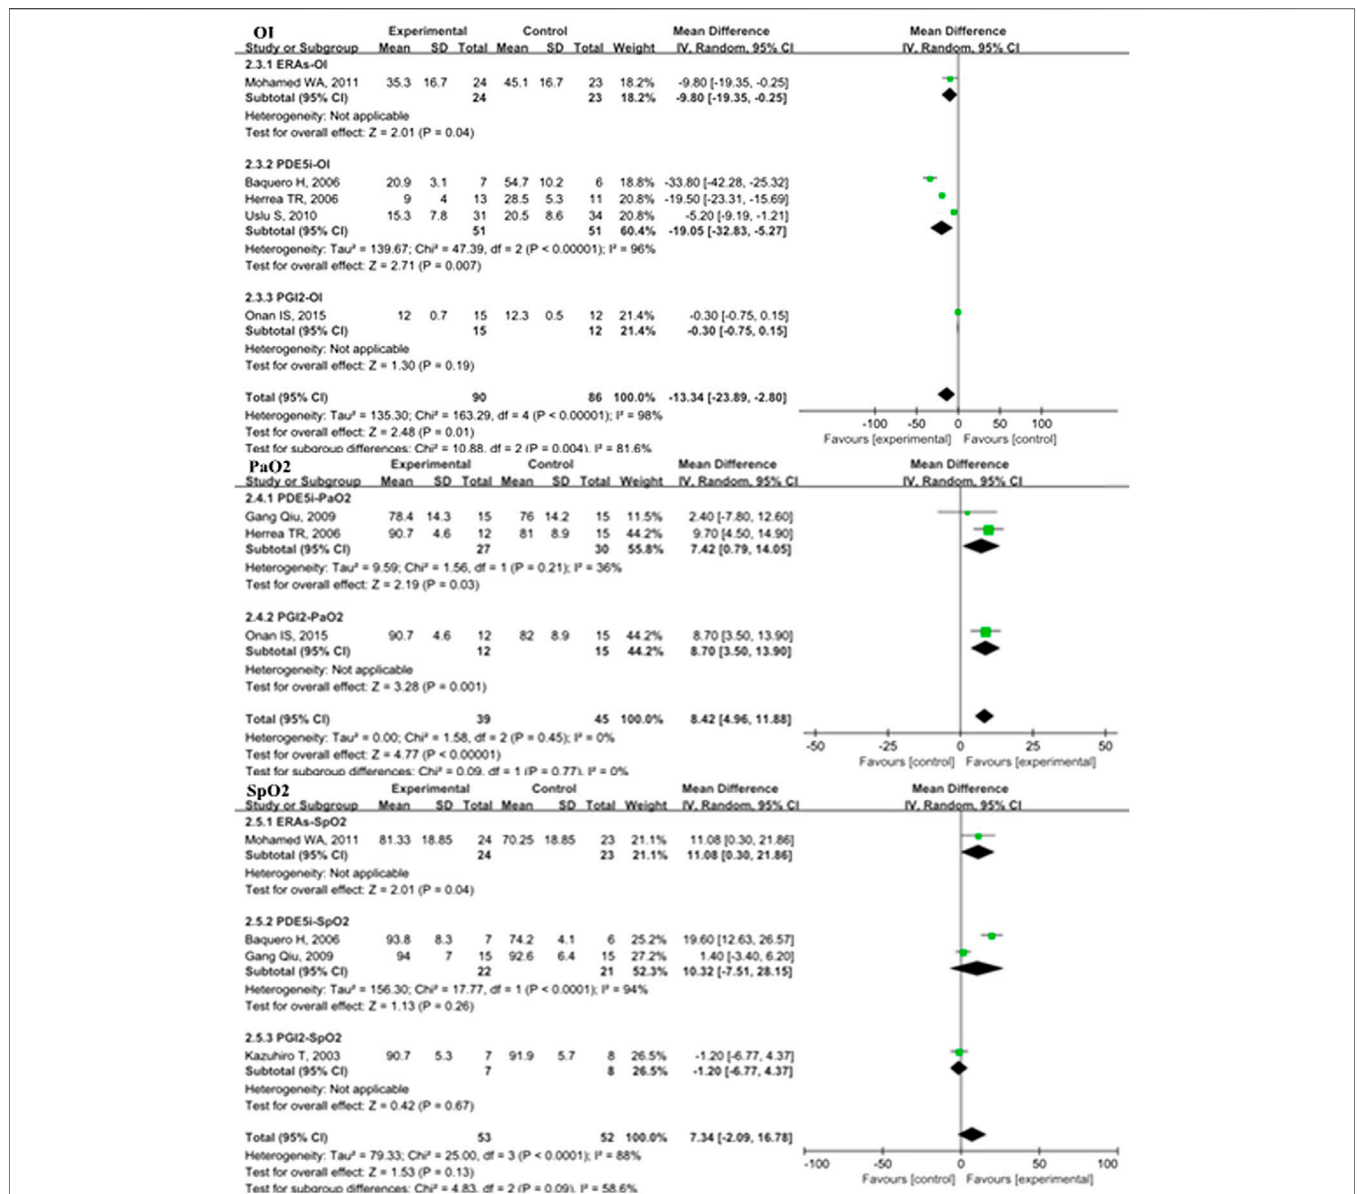 OI Experimental Control Mean Difference Mean Difference
Study or Subgroup Mean SD Total Mean SD Total Weight IV, Random, 95% CI IV, Random, 95% CI
2.3.1 ERAs-OI
Mohamed WA, 2011 35.3 16.7 24 45.1 16.7 23 18.2% -9.80 [-19.35, -0.25]
Subtotal (95% CI) 24 23 18.2% -9.80 [-19.35, -0.25]
Heterogeneity: Not applicable
Test for overall effect: Z = 2.01 (P = 0.04)
2.3.2 PDE5i-OI
Baquero H, 2006 20.9 3.1 7 54.7 10.2 6 18.8% -33.80 [-42.28, -25.32]
Herrea TR, 2006 9 4 13 28.5 5.3 11 20.8% -19.50 [-23.31, -15.69]
Uslu S, 2010 15.3 7.8 31 20.5 8.6 34 20.8% -5.20 [-9.19, -1.21]
Subtotal (95% CI) 51 51 60.4% -19.05 [-32.83, -5.27]
Heterogeneity: Tau² = 139.67; Chi² = 47.39, df = 2 (P < 0.00001); I² = 96%
Test for overall effect: Z = 2.71 (P = 0.007)
2.3.3 PGI2-OI
Onan IS, 2015 12 0.7 15 12.3 0.5 12 21.4% -0.30 [-0.75, 0.15]
Subtotal (95% CI) 15 12 21.4% -0.30 [-0.75, 0.15]
Heterogeneity: Not applicable
Test for overall effect: Z = 1.30 (P = 0.19)
Total (95% CI) 90 86 100.0% -13.34 [-23.89, -2.80]
Heterogeneity: Tau² = 135.30; Chi² = 163.29, df = 4 (P < 0.00001); I² = 98%
-100 -50 0 50 100
Test for overall effect: Z = 2.48 (P = 0.01)
Favours [experimental] Favours [control]
Test for subgroup differences: Chi² = 10.88, df = 2 (P = 0.004), I² = 81.6%
PaO2 Experimental Control Mean Difference Mean Difference
Study or Subgroup Mean SD Total Mean SD Total Weight IV, Random, 95% CI IV, Random, 95% CI
2.4.1 PDE5i-PaO2
Gang Qiu, 2009 78.4 14.3 15 76 14.2 15 11.5% 2.40 [-7.80, 12.60]
Herrea TR, 2006 90.7 4.6 12 81 8.9 15 44.2% 9.70 [4.50, 14.90]
Subtotal (95% CI) 27 30 55.8% 7.42 [0.79, 14.05]
Heterogeneity: Tau² = 9.59; Chi² = 1.56, df = 1 (P = 0.21); I² = 36%
Test for overall effect: Z = 2.19 (P = 0.03)
2.4.2 PGI2-PaO2
Onan IS, 2015 90.7 4.6 12 82 8.9 15 44.2% 8.70 [3.50, 13.90]
Subtotal (95% CI) 12 15 44.2% 8.70 [3.50, 13.90]
Heterogeneity: Not applicable
Test for overall effect: Z = 3.28 (P = 0.001)
Total (95% CI) 39 45 100.0% 8.42 [4.96, 11.88]
Heterogeneity: Tau² = 0.00; Chi² = 1.58, df = 2 (P = 0.45); I² = 0%
-50 -25 0 25 50
Test for overall effect: Z = 4.77 (P < 0.00001)
Favours [control] Favours [experimental]
Test for subgroup differences: Chi² = 0.09, df = 1 (P = 0.77), I² = 0%
SpO2 Experimental Control Mean Difference Mean Difference
Study or Subgroup Mean SD Total Mean SD Total Weight IV, Random, 95% CI IV, Random, 95% CI
2.5.1 ERAs-SpO2
Mohamed WA, 2011 81.33 18.85 24 70.25 18.85 23 21.1% 11.08 [0.30, 21.86]
Subtotal (95% CI) 24 23 21.1% 11.08 [0.30, 21.86]
Heterogeneity: Not applicable
Test for overall effect: Z = 2.01 (P = 0.04)
2.5.2 PDE5i-SpO2
Baquero H, 2006 93.8 8.3 7 74.2 4.1 6 25.2% 19.60 [12.63, 26.57]
Gang Qiu, 2009 94 7 15 92.6 6.4 15 27.2% 1.40 [-3.40, 6.20]
Subtotal (95% CI) 22 21 52.3% 10.32 [-7.51, 28.15]
Heterogeneity: Tau² = 156.30; Chi² = 17.77, df = 1 (P < 0.0001); I² = 94%
Test for overall effect: Z = 1.13 (P = 0.26)
2.5.3 PGI2-SpO2
Kazuhiro T, 2003 90.7 5.3 7 91.9 5.7 8 26.5% -1.20 [-6.77, 4.37]
Subtotal (95% CI) 7 8 26.5% -1.20 [-6.77, 4.37]
Heterogeneity: Not applicable
Test for overall effect: Z = 0.42 (P = 0.67)
Total (95% CI) 53 52 100.0% 7.34 [-2.09, 16.78]
Heterogeneity: Tau² = 79.33; Chi² = 25.00, df = 3 (P < 0.0001); I² = 88%
-100 -50 0 50 100
Test for overall effect: Z = 1.53 (P = 0.13)
Favours [control] Favours [experimental]
Test for subgroup differences: Chi² = 4.83, df = 2 (P = 0.09), I² = 58.6%